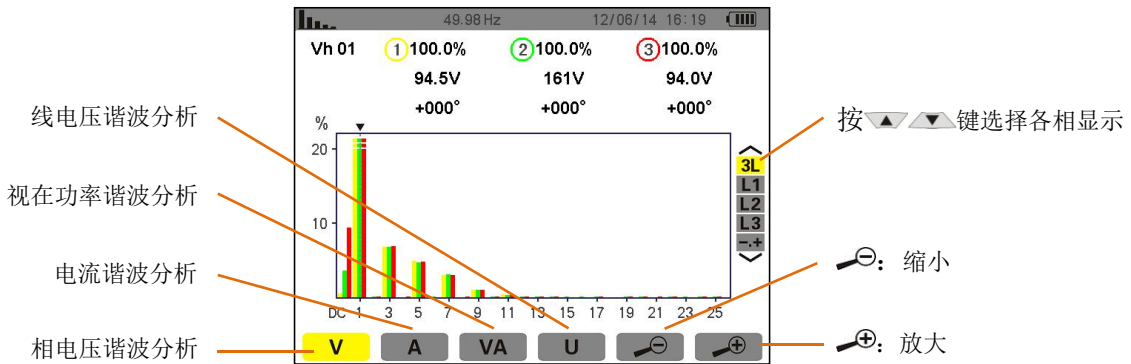 49.98 Hz 12/06/14 16:19
Vh 01 1 100.0% 2 100.0% 3 100.0%
94.5V 161V 94.0V
+000° +000° +000°
线电压谐波分析
视在功率谐波分析
电流谐波分析
相电压谐波分析
%
20
10
DC 1 3 5 7 9 11 13 15 17 19 21 23 25
3L
L1
L2
L3
-.+
V A VA U
按 键选择各相显示
：缩小
：放大